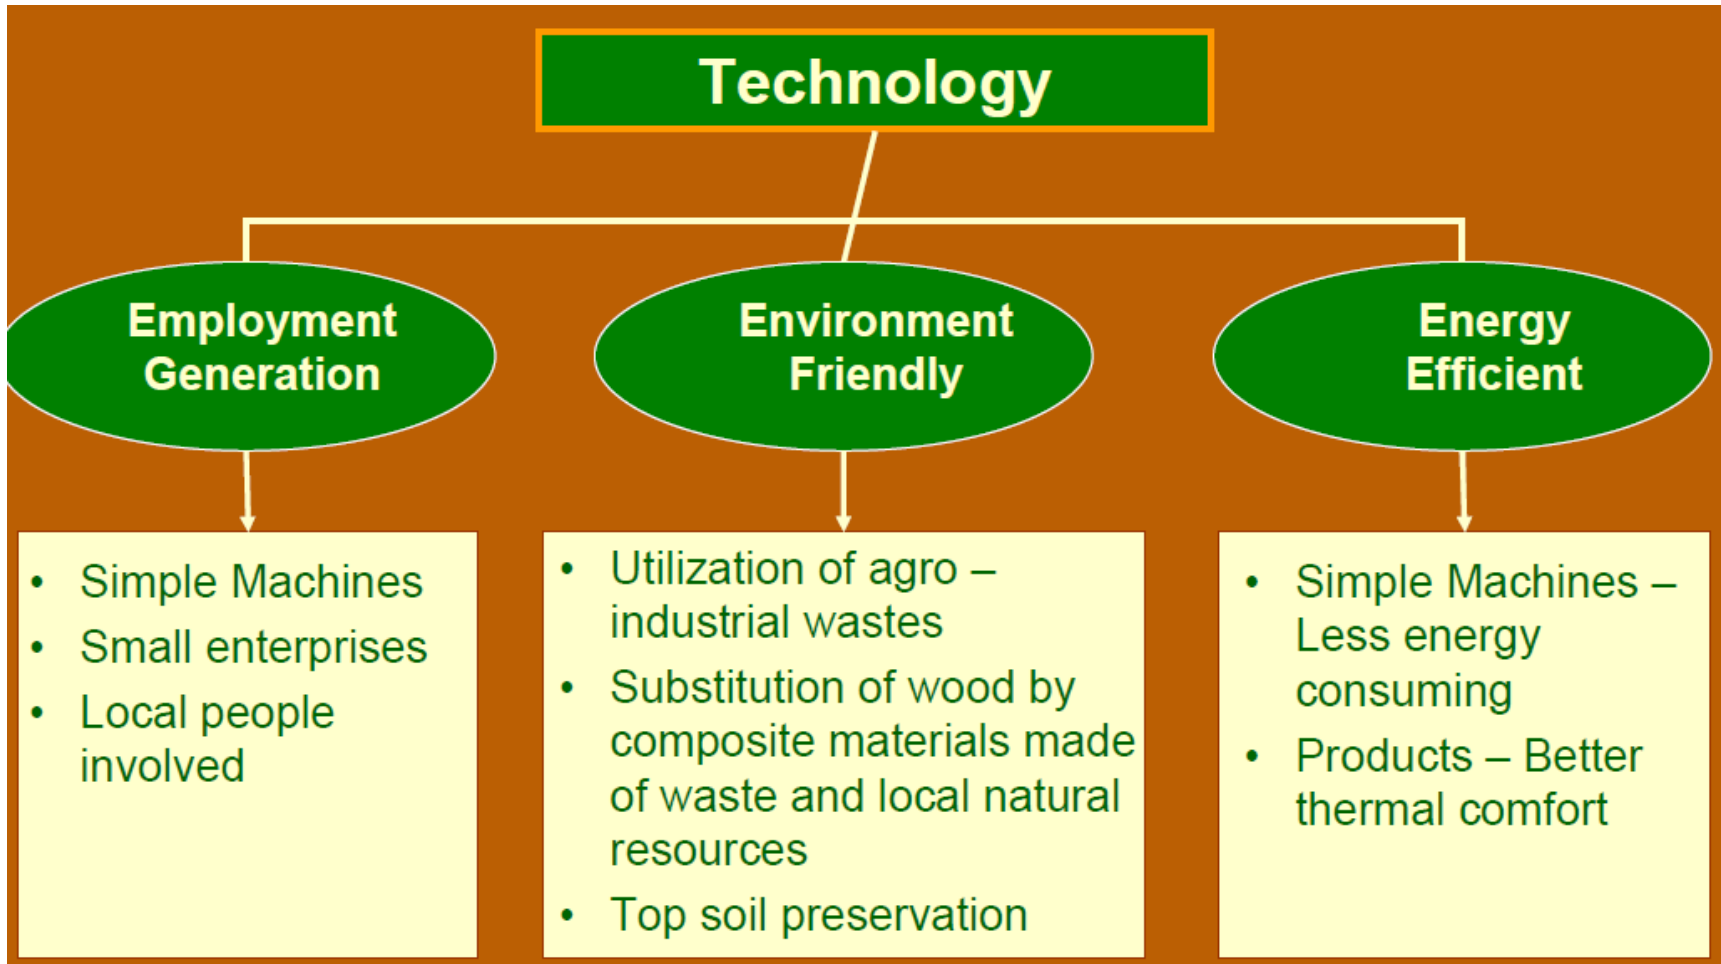 Technology
Employment
Generation
Environment
Friendly
Energy
Efficient
• Simple Machines
• Small enterprises
• Local people
involved
• Utilization of agro –
industrial wastes
• Substitution of wood by
composite materials made
of waste and local natural
resources
• Top soil preservation
• Simple Machines –
Less energy
consuming
• Products – Better
thermal comfort